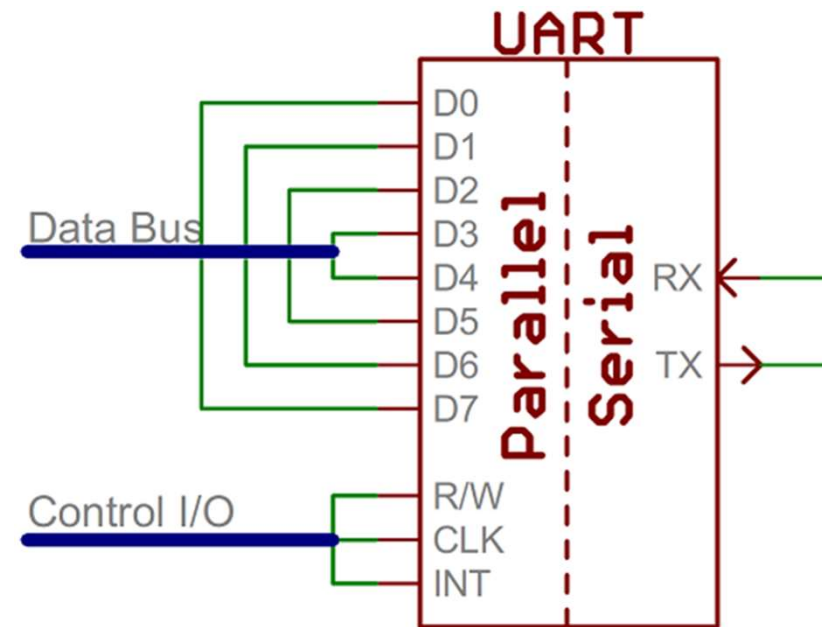 UART
D0
D1
D2
Data Bus
D3
D4
D5
D6
D7
Parallel
Serial
RX
TX
Control I/O
R/W
CLK
INT